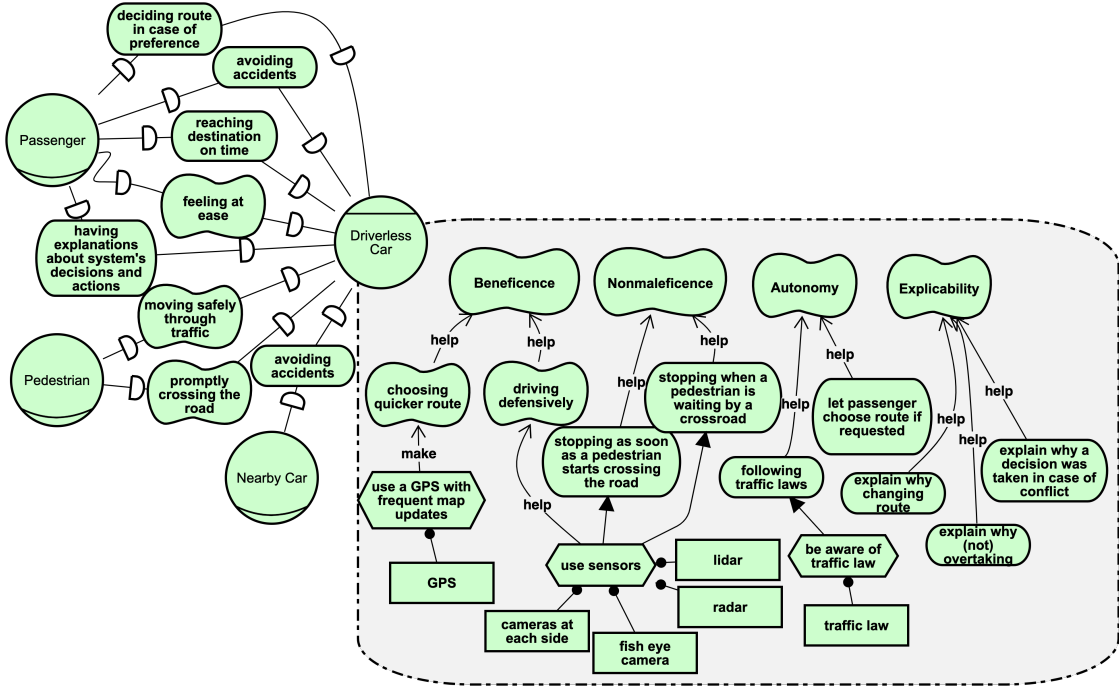 deciding route
in case of
preference
avoiding
accidents
Passenger
reaching
destination
on time
feeling at
ease
having
explanations
about system's
decisions and
actions
Driverless
Car
moving safely
through
traffic
Pedestrian
promptly
crossing the
road
avoiding
accidents
Nearby Car
Beneficence
Nonmaleficence
Autonomy
Explicability
help
help
help
help
help
help
help
help
help
choosing
quicker route
driving
defensively
stopping when a
pedestrian is
waiting by a
crossroad
let passenger
choose route if
requested
make
stopping as soon
as a pedestrian
starts crossing
the road
following
traffic laws
explain why
changing
route
explain why a
decision was
taken in case of
conflict
use a GPS with
frequent map
updates
help
explain why
(not)
overtaking
use sensors
lidar
be aware of
traffic law
GPS
radar
cameras at
each side
fish eye
camera
traffic law